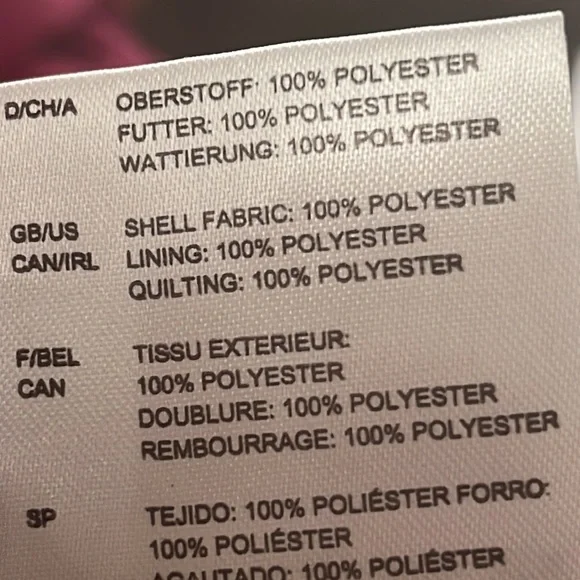 D/CH/A OBERSTOFF: 100% POLYESTER
FUTTER: 100% POLYESTER
WATTIERUNG: 100% POLYESTER
GB/US SHELL FABRIC: 100% POLYESTER
CAN/IRL LINING: 100% POLYESTER
QUILTING: 100% POLYESTER
F/BEL TISSU EXTERIEUR:
CAN 100% POLYESTER
DOUBLURE: 100% POLYESTER
REMBOURRAGE: 100% POLYESTER
SP TEJIDO: 100% POLIÉSTER FORRO:
100% POLIÉSTER
100% POLIÉSTER